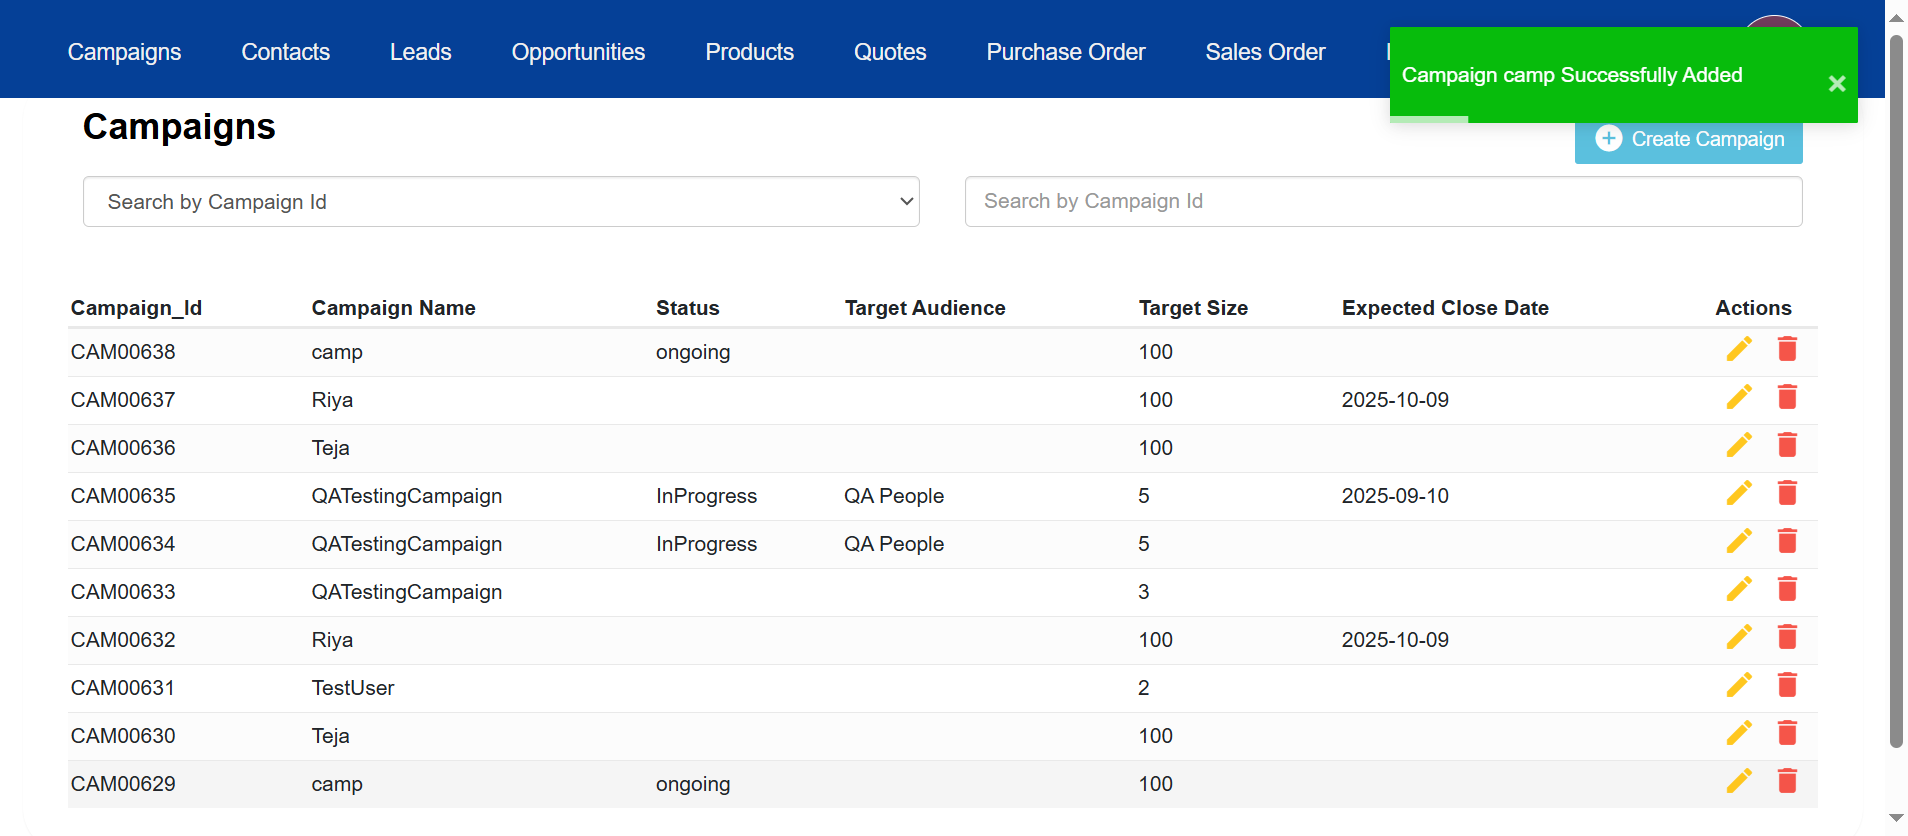 Campaigns Contacts Leads Opportunities Products Quotes Purchase Order Sales Order
Campaign camp Successfully Added ×
Campaigns
Create Campaign
Search by Campaign Id
Search by Campaign Id
Campaign_Id Campaign Name Status Target Audience Target Size Expected Close Date Actions
CAM00638 camp ongoing 100
CAM00637 Riya 100 2025-10-09
CAM00636 Teja 100
CAM00635 QATestingCampaign InProgress QA People 5 2025-09-10
CAM00634 QATestingCampaign InProgress QA People 5
CAM00633 QATestingCampaign 3
CAM00632 Riya 100 2025-10-09
CAM00631 TestUser 2
CAM00630 Teja 100
CAM00629 camp ongoing 100